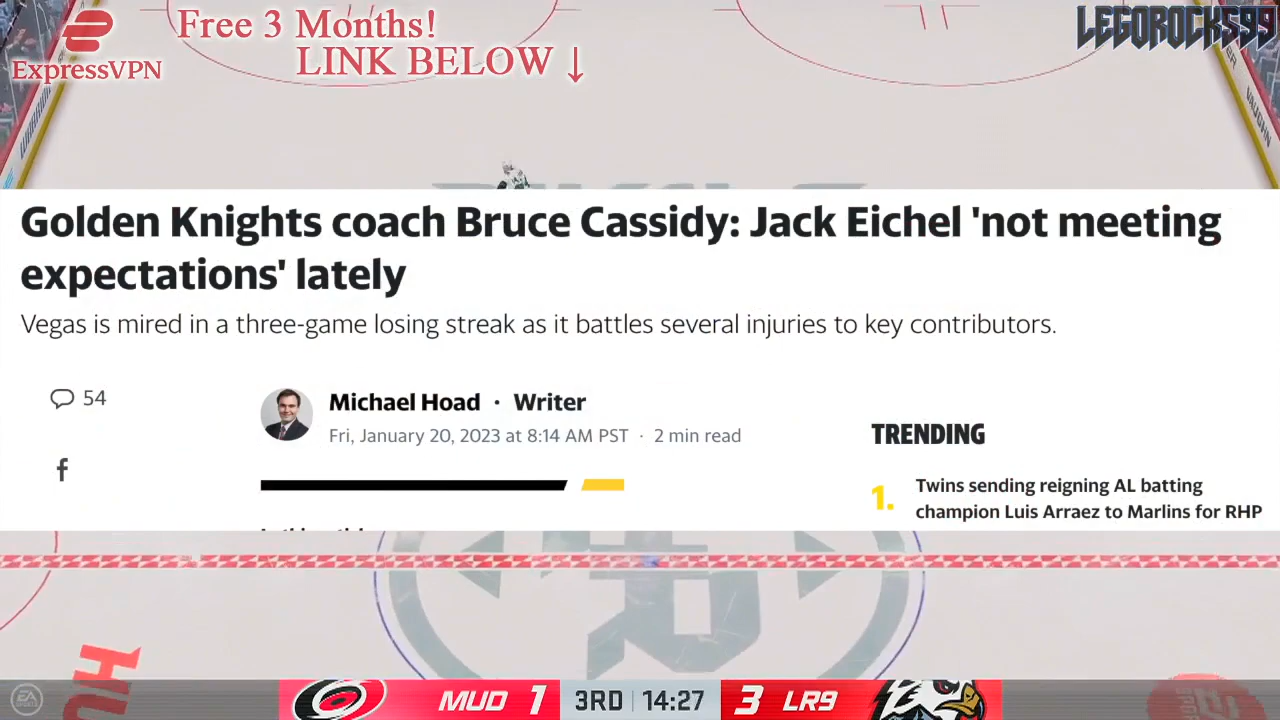 Free 3 Months!
LINK BELOW ↓
ExpressVPN
LEGOROCKS99
VAUGHN
Golden Knights coach Bruce Cassidy: Jack Eichel 'not meeting
expectations' lately
Vegas is mired in a three-game losing streak as it battles several injuries to key contributors.
54
Michael Hoad · Writer
Fri, January 20, 2023 at 8:14 AM PST · 2 min read
TRENDING
1. Twins sending reigning AL batting
champion Luis Arraez to Marlins for RHP
EA
SPORTS
MUD 1 3RD 14:27 3 LR9